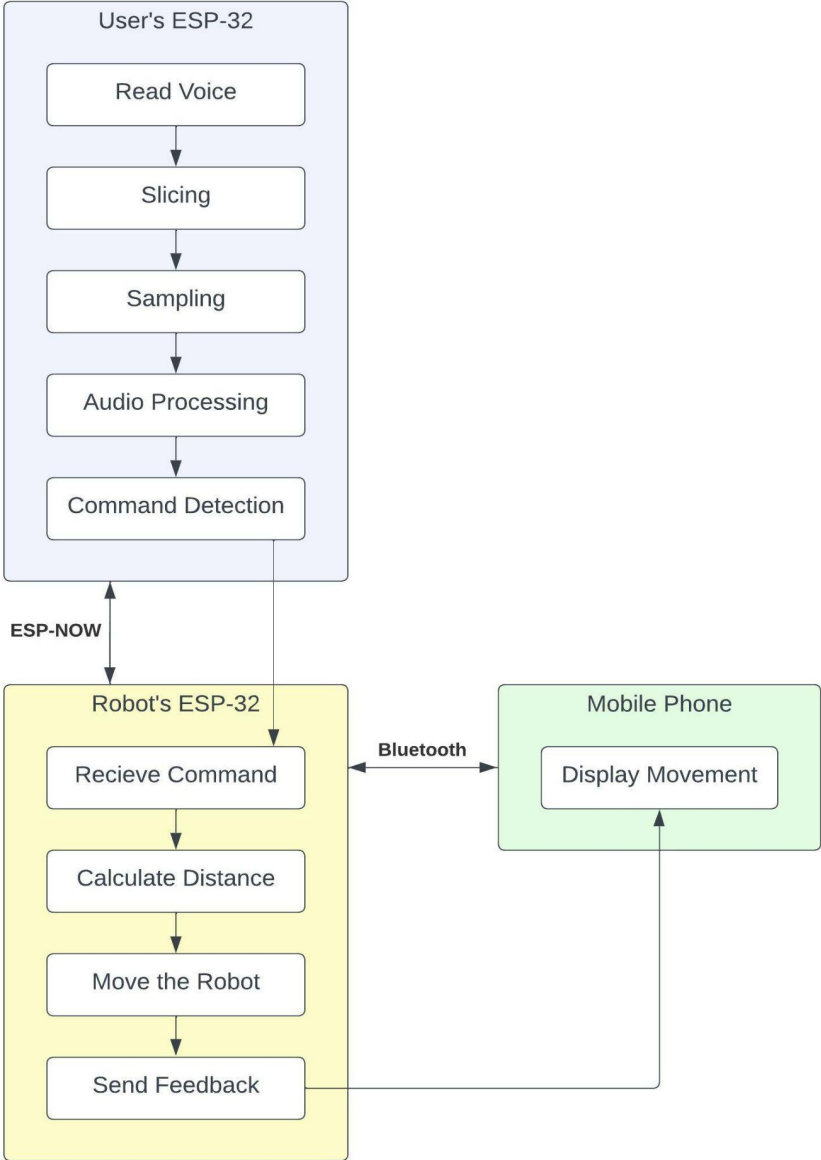 User's ESP-32
Read Voice
Slicing
Sampling
Audio Processing
Command Detection
ESP-NOW
Robot's ESP-32
Recieve Command
Calculate Distance
Move the Robot
Send Feedback
Bluetooth
Mobile Phone
Display Movement